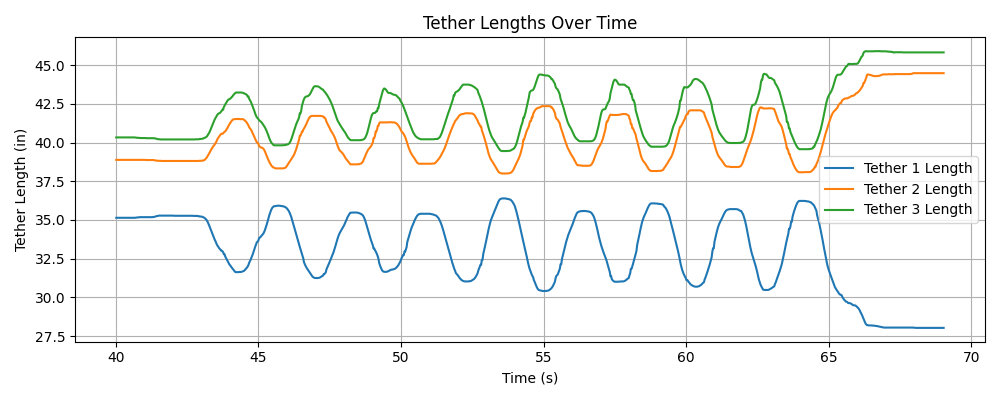 Tether Lengths Over Time
Tether Length (in)
45.0
42.5
40.0
37.5
35.0
32.5
30.0
27.5
Tether 1 Length
Tether 2 Length
Tether 3 Length
40 45 50 55 60 65 70
Time (s)